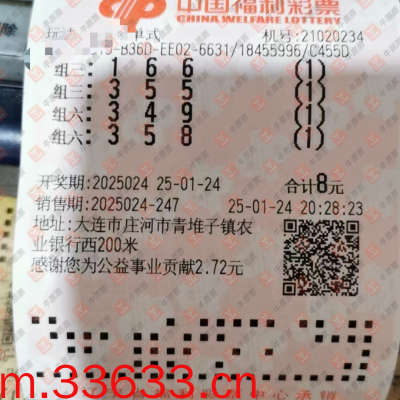 中国福利彩票
CHINA WELFARE LOTTERY
机号:21020234
式
-B36D-EE02-6631/18455996/C455D
组三: 1 6 6 (1)
组三: 3 5 5 (1)
组六: 3 4 9 (1)
组六: 3 5 8 (1)
开奖期:2025024 25-01-24 合计8元
销售期:2025024-247 25-01-24 20:28:23
地址:大连市庄河市青堆子镇农
业银行西200米
感谢您为公益事业贡献2.72元
m.33633.cn
中心承销